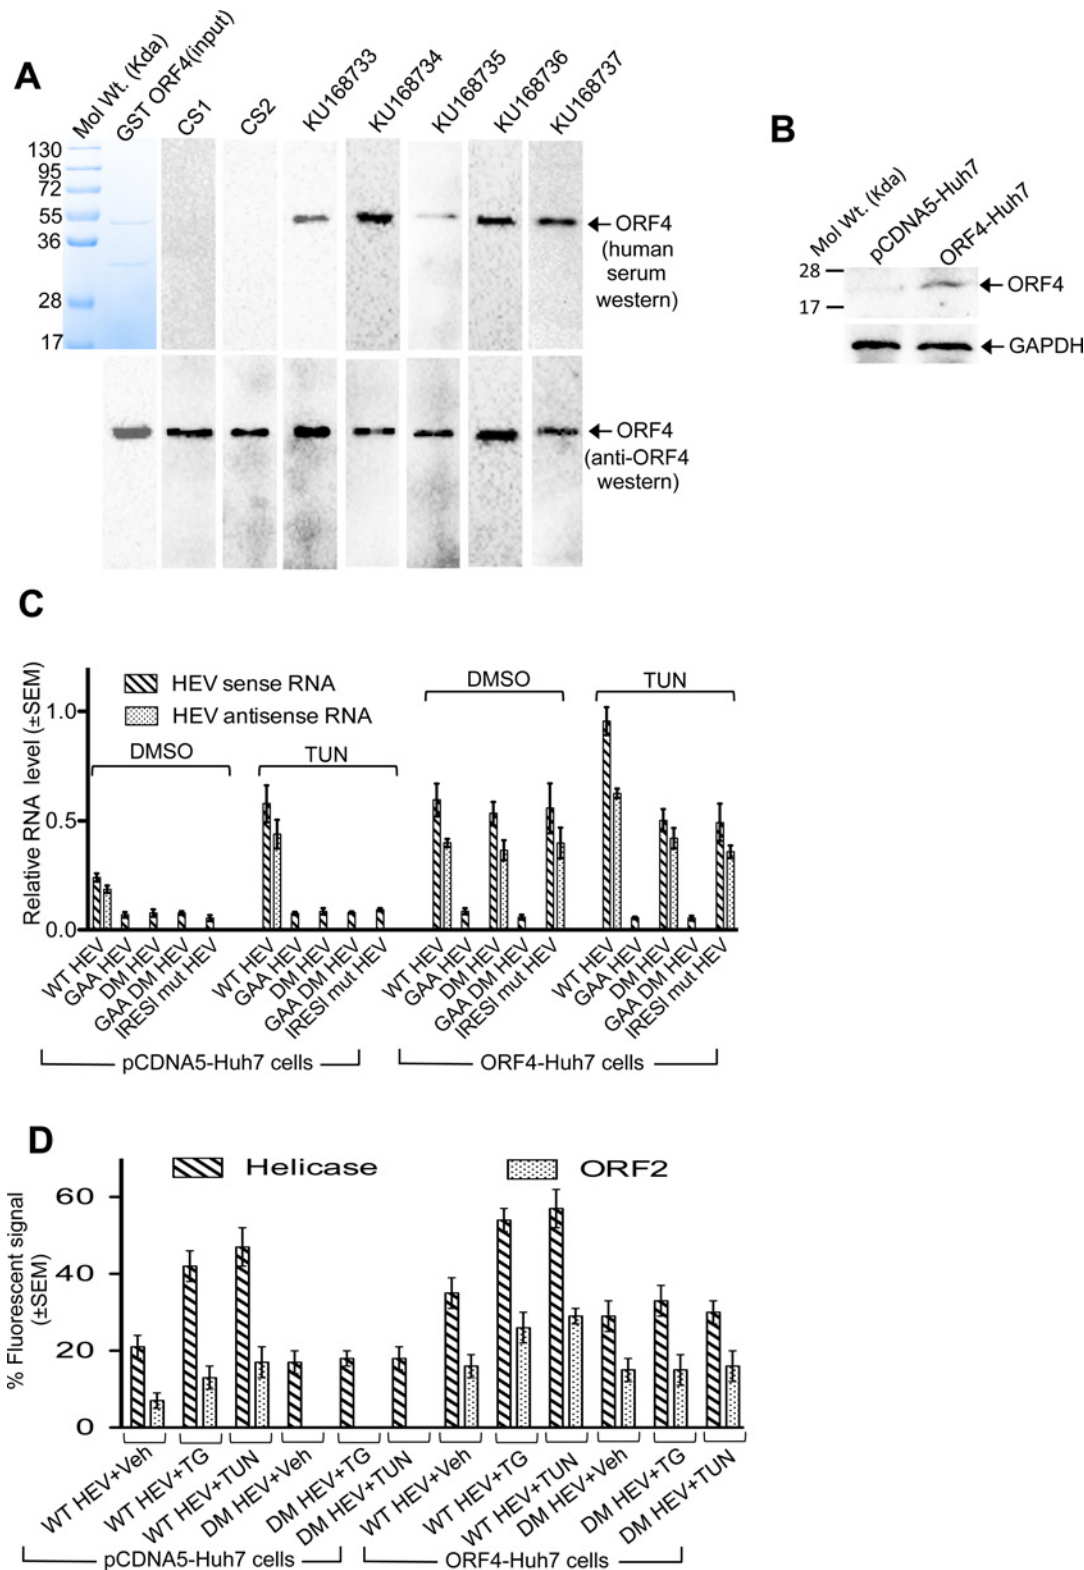 A
Mol Wt. (Kda)
GST ORF4(input)
CS1
CS2
KU168733
KU168734
KU168735
KU168736
KU168737
130
95
72
55
36
28
17
ORF4
(human
serum
western)
ORF4
(anti-ORF4
western)
B
Mol Wt. (Kda)
pCDNA5-Huh7
ORF4-Huh7
28
17
ORF4
GAPDH
C
Relative RNA level (±SEM)
1.0
0.5
0.0
HEV sense RNA
HEV antisense RNA
DMSO
TUN
DMSO
TUN
WT HEV
GAA HEV
DM HEV
GAA DM HEV
IRESl mut HEV
WT HEV
GAA HEV
DM HEV
GAA DM HEV
IRESl mut HEV
WT HEV
GAA HEV
DM HEV
GAA DM HEV
IRESl mut HEV
WT HEV
GAA HEV
DM HEV
GAA DM HEV
IRESl mut HEV
pCDNA5-Huh7 cells
ORF4-Huh7 cells
D
% Fluorescent signal
(±SEM)
60
40
20
0
Helicase
ORF2
WT HEV+Veh
WT HEV+TG
WT HEV+TUN
DM HEV+Veh
DM HEV+TG
DM HEV+TUN
WT HEV+Veh
WT HEV+TG
WT HEV+TUN
DM HEV+Veh
DM HEV+TG
DM HEV+TUN
pCDNA5-Huh7 cells
ORF4-Huh7 cells